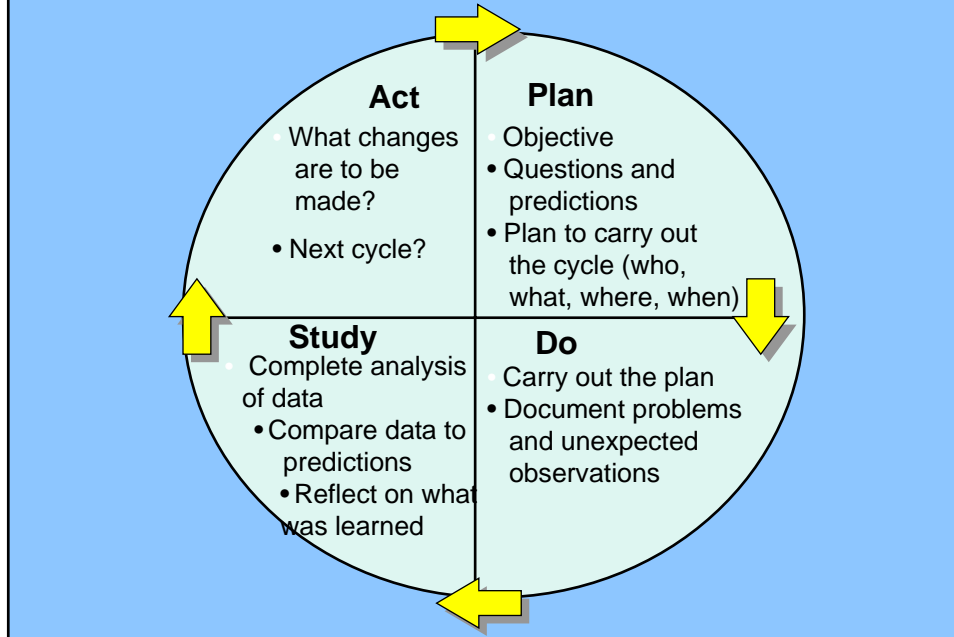 Act
• What changes
are to be
made?
• Next cycle?
Plan
• Objective
• Questions and
predictions
• Plan to carry out
the cycle (who,
what, where, when)
Study
• Complete analysis
of data
• Compare data to
predictions
• Reflect on what
was learned
Do
• Carry out the plan
• Document problems
and unexpected
observations